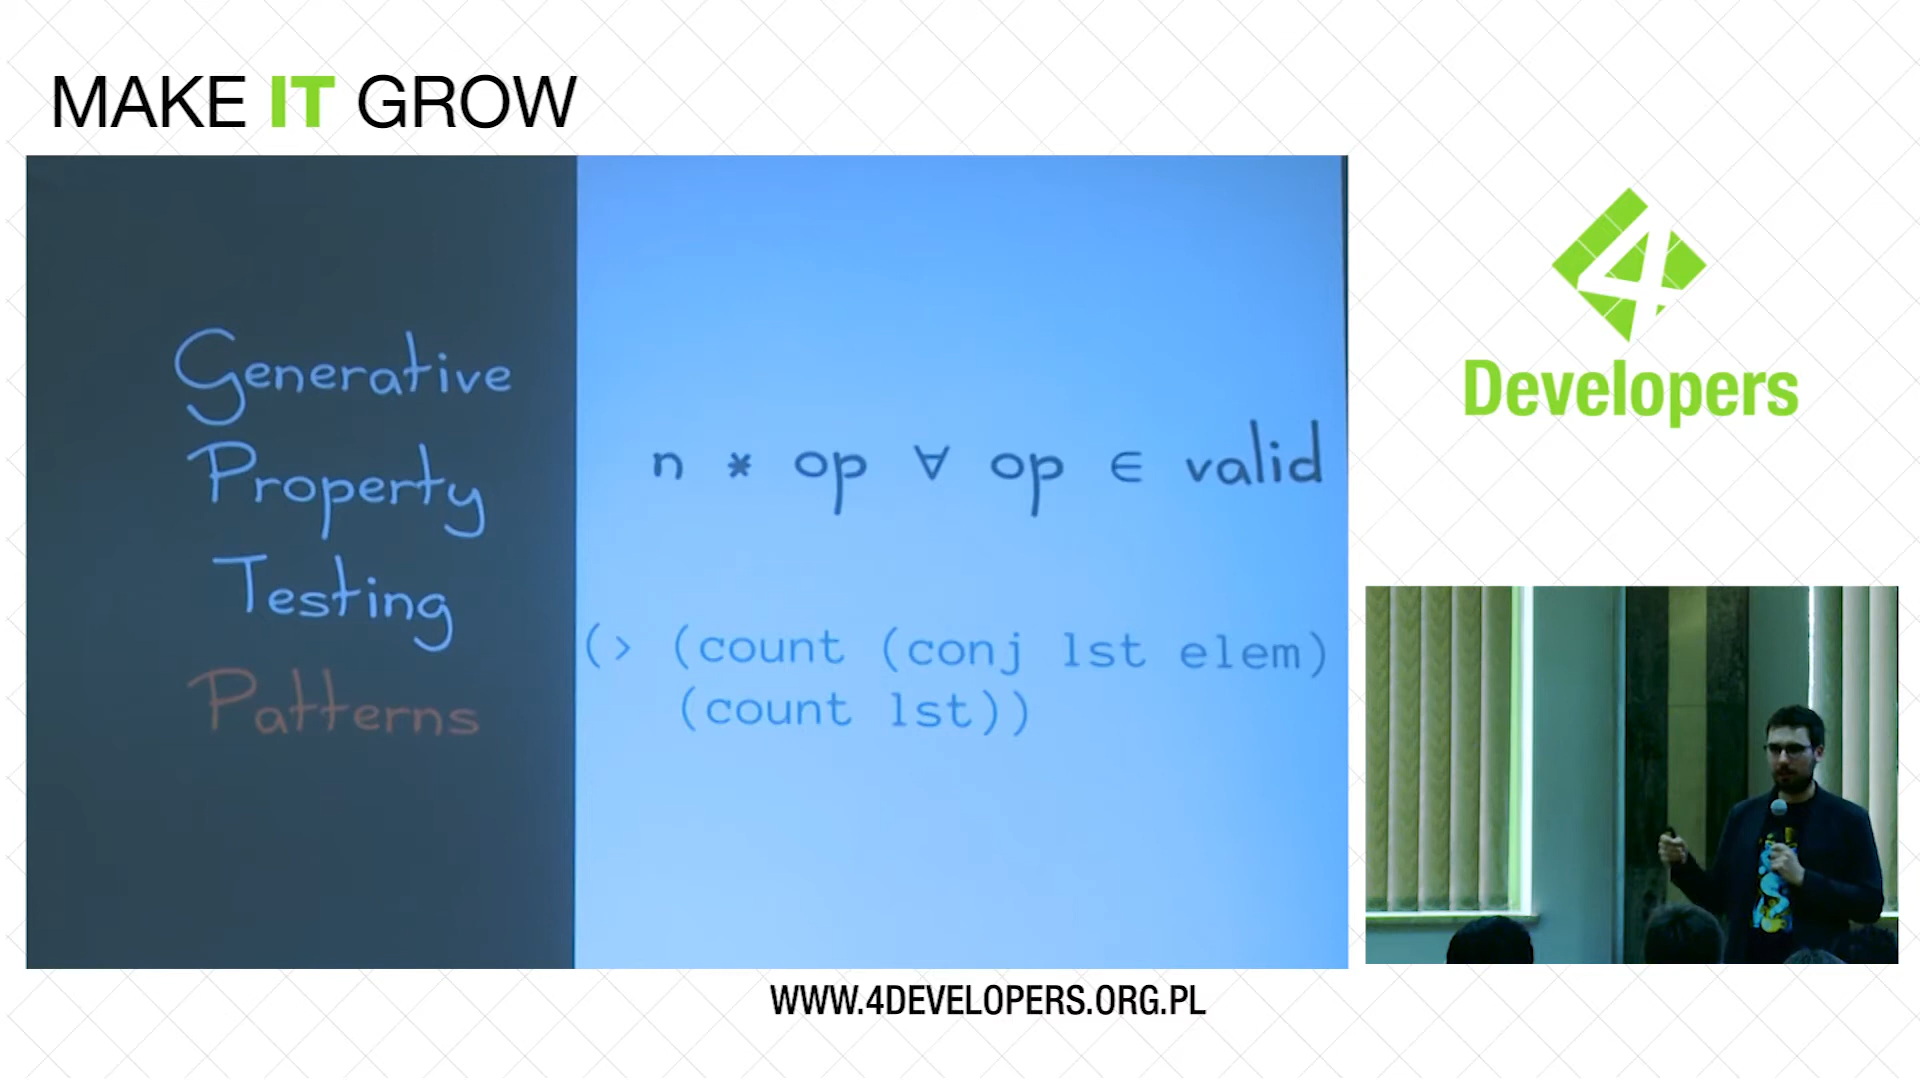 MAKE IT GROW
Generative
Property
Testing
Patterns
n * op ∀ op ∈ valid
(> (count (conj lst elem)
(count lst))
4
Developers
WWW.4DEVELOPERS.ORG.PL